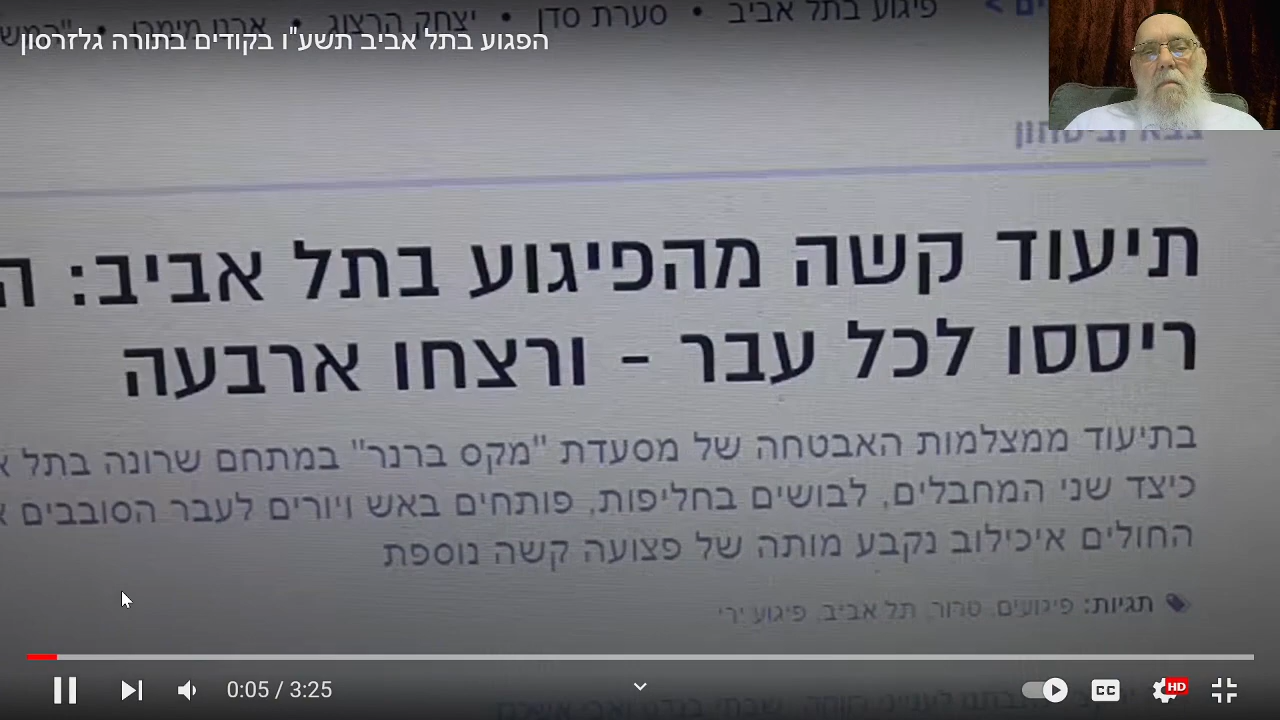 פיגוע בתל אביב • סערת סדן • יצחק הרצוג •
הפגוע בתל אביב תשע"ו בקודים בתורה גלזרסון
תיעוד קשה מהפיגוע בתל אביב: ה
ריססו לכל עבר - ורצחו ארבעה
בתיעוד ממצלמות האבטחה של מסעדת "מקס ברנר" במתחם שרונה בתל
כיצד שני המחבלים, לבושים בחליפות, פותחים באש ויורים לעבר הסובבים
החולים איכילוב נקבע מותה של פצועה קשה נוספת
תגיות: פיגועים, טרור, תל אביב, פיגוע ירי
0:05 / 3:25
CC
HD